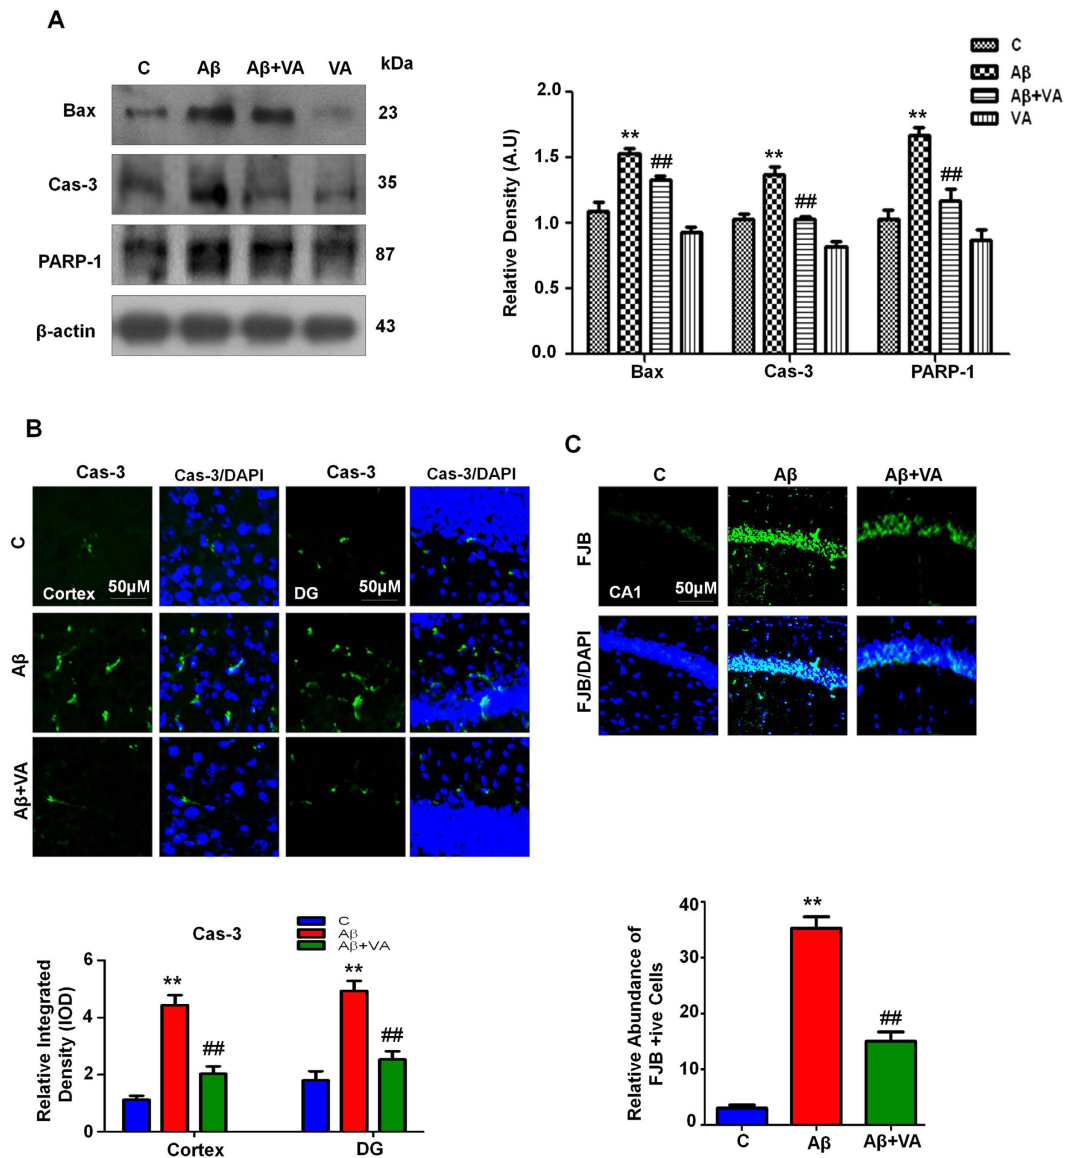 A
C Aβ Aβ+VA VA kDa
Bax 23
Cas-3 35
PARP-1 87
β-actin 43
C
Aβ
Aβ+VA
VA
Relative Density (A.U)
2.0
1.5
1.0
0.5
0.0
** ## ** ## ** ##
Bax Cas-3 PARP-1
B
Cas-3 Cas-3/DAPI Cas-3 Cas-3/DAPI
C
Cortex 50µM DG 50µM
Aβ
Aβ+VA
Cas-3
C
Aβ
Aβ+VA
Relative Integrated
Density (IOD)
6
4
2
0
** ## ** ##
Cortex DG
C
C Aβ Aβ+VA
FJB
CA1 50µM
FJB/DAPI
Relative Abundance of
FJB +ive Cells
40
30
20
10
0
** ##
C Aβ Aβ+VA